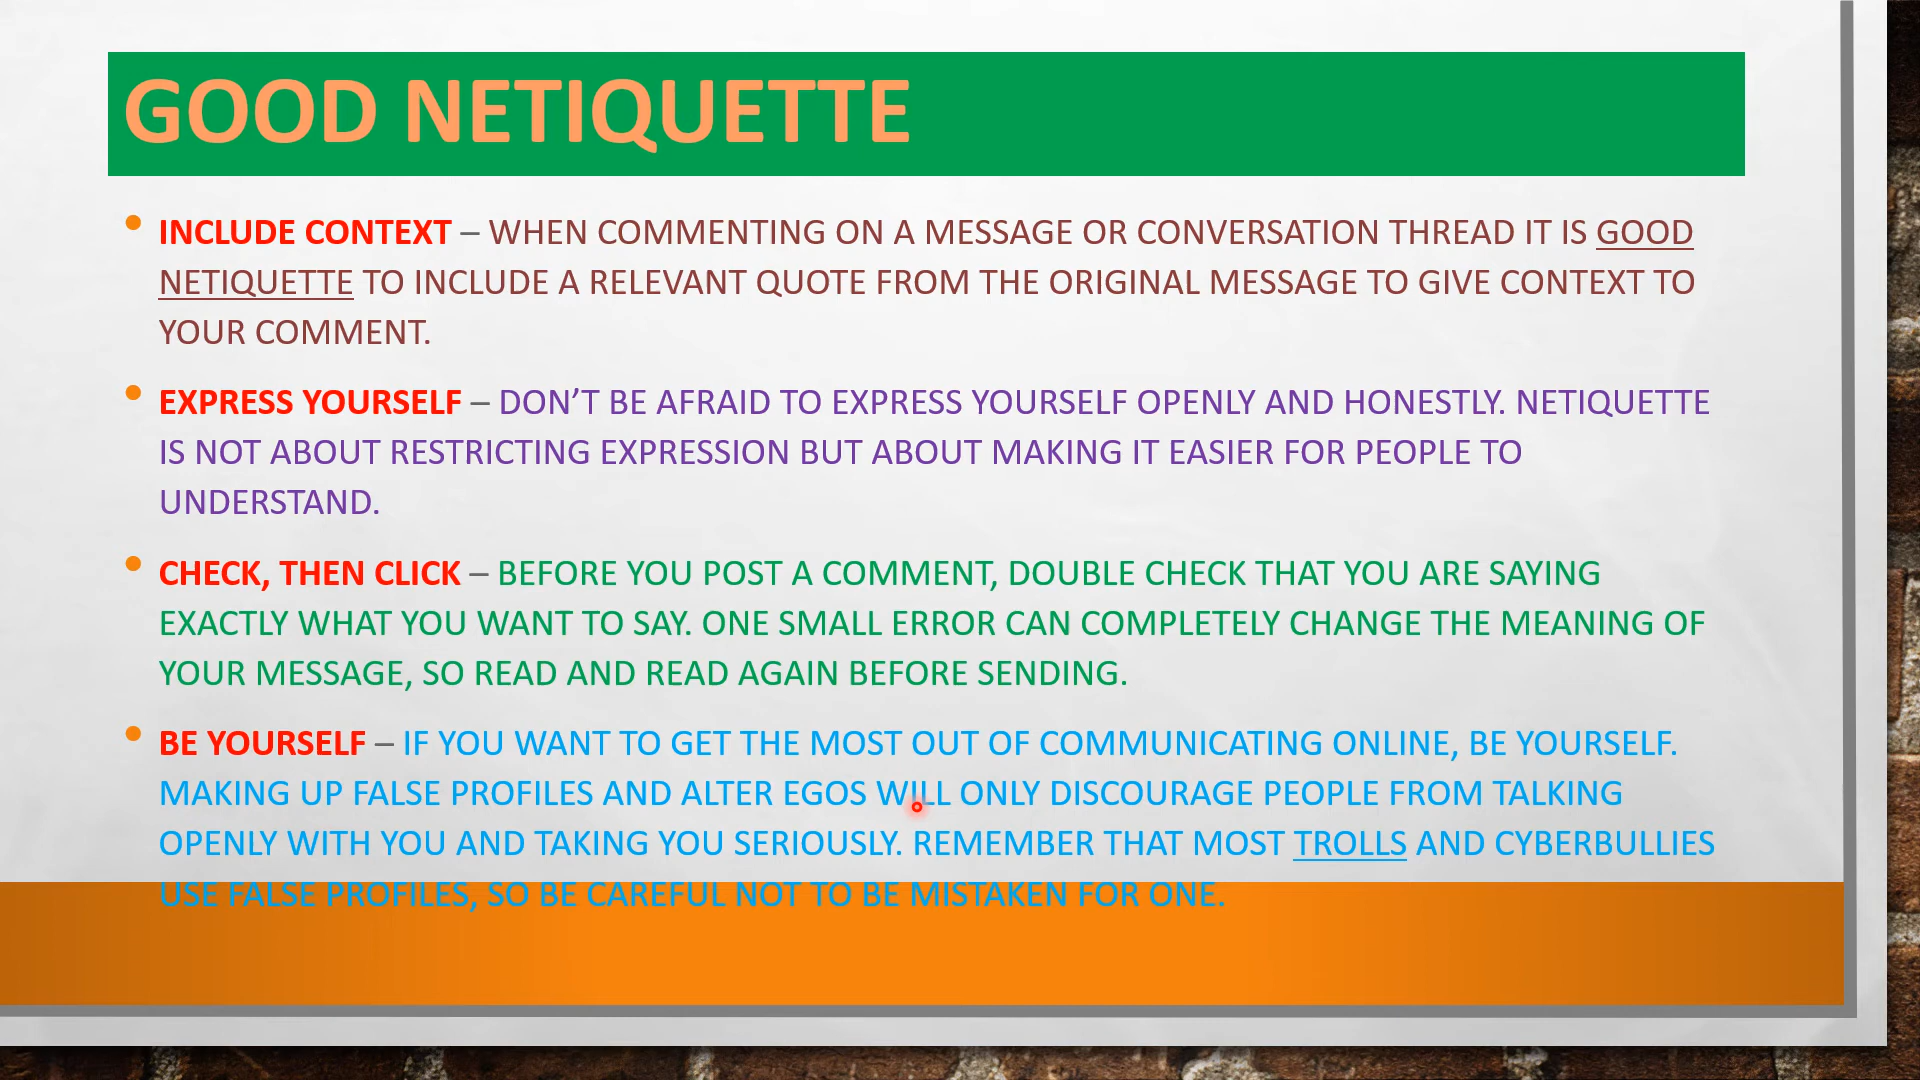 GOOD NETIQUETTE
• INCLUDE CONTEXT – WHEN COMMENTING ON A MESSAGE OR CONVERSATION THREAD IT IS GOOD
NETIQUETTE TO INCLUDE A RELEVANT QUOTE FROM THE ORIGINAL MESSAGE TO GIVE CONTEXT TO
YOUR COMMENT.
• EXPRESS YOURSELF – DON’T BE AFRAID TO EXPRESS YOURSELF OPENLY AND HONESTLY. NETIQUETTE
IS NOT ABOUT RESTRICTING EXPRESSION BUT ABOUT MAKING IT EASIER FOR PEOPLE TO
UNDERSTAND.
• CHECK, THEN CLICK – BEFORE YOU POST A COMMENT, DOUBLE CHECK THAT YOU ARE SAYING
EXACTLY WHAT YOU WANT TO SAY. ONE SMALL ERROR CAN COMPLETELY CHANGE THE MEANING OF
YOUR MESSAGE, SO READ AND READ AGAIN BEFORE SENDING.
• BE YOURSELF – IF YOU WANT TO GET THE MOST OUT OF COMMUNICATING ONLINE, BE YOURSELF.
MAKING UP FALSE PROFILES AND ALTER EGOS WILL ONLY DISCOURAGE PEOPLE FROM TALKING
OPENLY WITH YOU AND TAKING YOU SERIOUSLY. REMEMBER THAT MOST TROLLS AND CYBERBULLIES
USE FALSE PROFILES, SO BE CAREFUL NOT TO BE MISTAKEN FOR ONE.